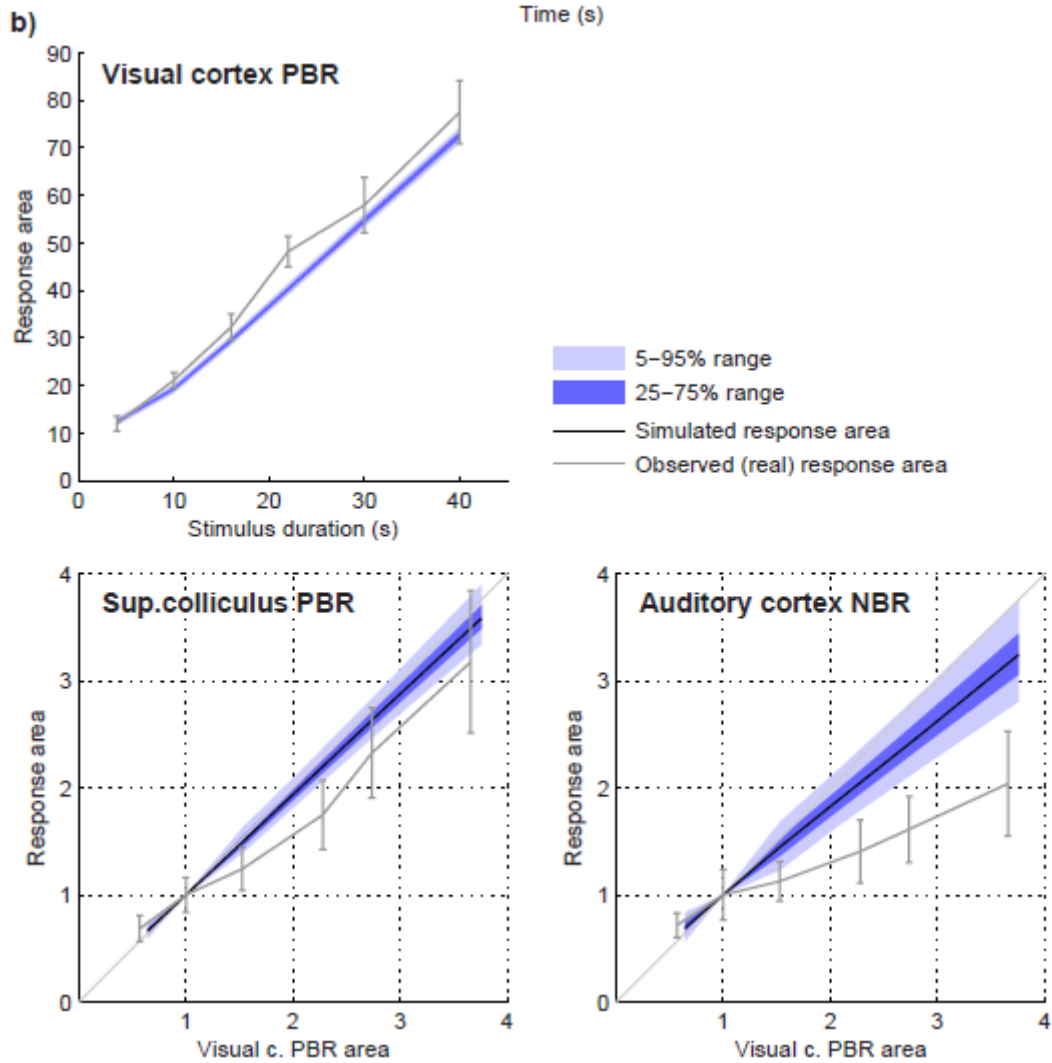 b)
Time (s)
Visual cortex PBR
90
80
70
60
50
40
30
20
10
0
Response area
0 10 20 30 40
Stimulus duration (s)
5–95% range
25–75% range
Simulated response area
Observed (real) response area
Sup.colliculus PBR
4
3
2
1
0
Response area
1 2 3 4
Visual c. PBR area
Auditory cortex NBR
4
3
2
1
0
Response area
1 2 3 4
Visual c. PBR area